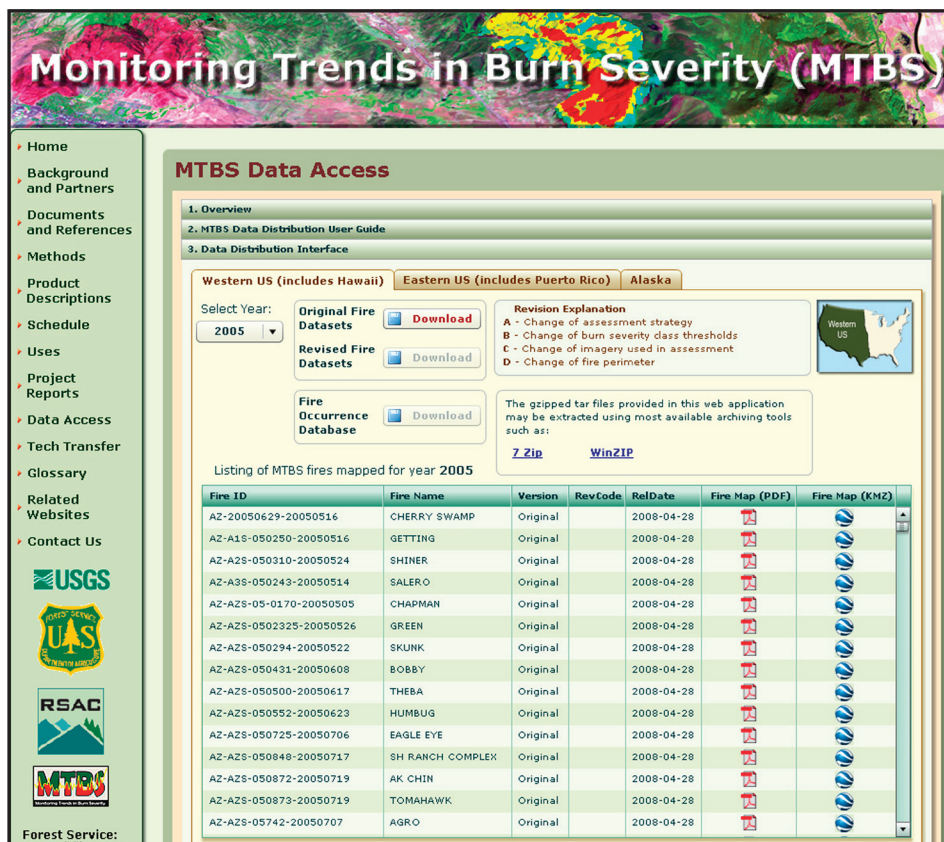 Monitoring Trends in Burn Severity (MTBS)
Home
Background
and Partners
Documents
and References
Methods
Product
Descriptions
Schedule
Uses
Project
Reports
Data Access
Tech Transfer
Glossary
Related
Websites
Contact Us
USGS
FOREST SERVICE
UAS
DEPARTMENT OF AGRICULTURE
RSAC
MTBS
Monitoring Trends in Burn Severity
Forest Service:
MTBS Data Access
1. Overview
2. MTBS Data Distribution User Guide
3. Data Distribution Interface
Western US (includes Hawaii) Eastern US (includes Puerto Rico) Alaska
Select Year:
2005
Original Fire
Datasets
Download
Revised Fire
Datasets
Download
Fire
Occurrence
Database
Download
Revision Explanation
A - Change of assessment strategy
B - Change of burn severity class thresholds
C - Change of imagery used in assessment
D - Change of fire perimeter
Western
US
The gzipped tar files provided in this web application
may be extracted using most available archiving tools
such as:
7 Zip WinZIP
Listing of MTBS fires mapped for year 2005
Fire ID Fire Name Version RevCode RelDate Fire Map (PDF) Fire Map (KMZ)
AZ-20050629-20050516 CHERRY SWAMP Original 2008-04-28
AZ-A1S-050250-20050516 GETTING Original 2008-04-28
AZ-A2S-050310-20050524 SHINER Original 2008-04-28
AZ-A3S-050243-20050514 SALERO Original 2008-04-28
AZ-AZS-05-0170-20050505 CHAPMAN Original 2008-04-28
AZ-AZS-0502325-20050526 GREEN Original 2008-04-28
AZ-AZS-050294-20050522 SKUNK Original 2008-04-28
AZ-AZS-050431-20050608 BOBBY Original 2008-04-28
AZ-AZS-050500-20050617 THEBA Original 2008-04-28
AZ-AZS-050552-20050623 HUMBUG Original 2008-04-28
AZ-AZS-050725-20050706 EAGLE EYE Original 2008-04-28
AZ-AZS-050848-20050717 SH RANCH COMPLEX Original 2008-04-28
AZ-AZS-050872-20050719 AK CHIN Original 2008-04-28
AZ-AZS-050873-20050719 TOMAHAWK Original 2008-04-28
AZ-AZS-05742-20050707 AGRO Original 2008-04-28